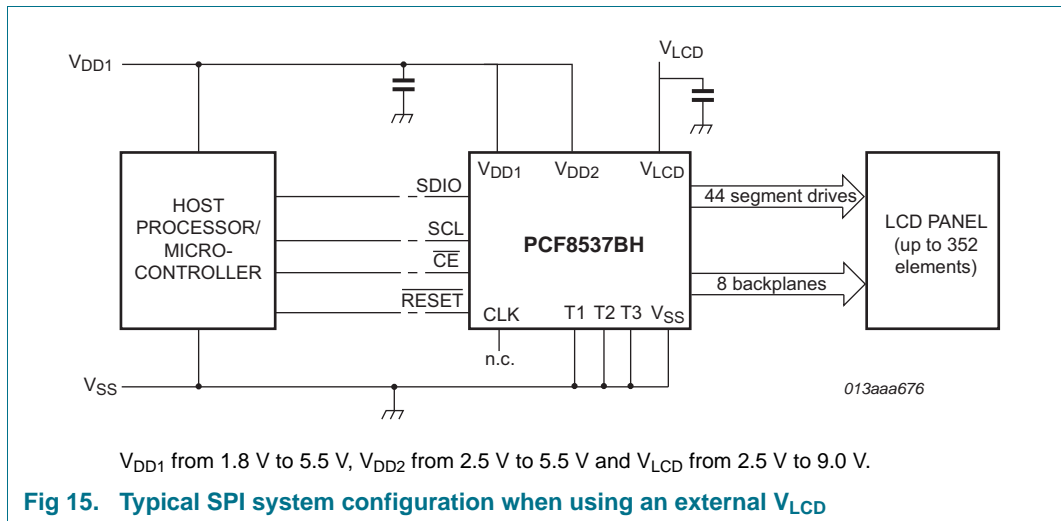 VDD1
VLCD
VDD1 VDD2 VLCD
HOST
PROCESSOR/
MICRO-
CONTROLLER
SDIO
SCL
CE
RESET
PCF8537BH
CLK T1 T2 T3 VSS
n.c.
44 segment drives
8 backplanes
LCD PANEL
(up to 352
elements)
VSS
013aaa676
VDD1 from 1.8 V to 5.5 V, VDD2 from 2.5 V to 5.5 V and VLCD from 2.5 V to 9.0 V.
Fig 15. Typical SPI system configuration when using an external VLCD